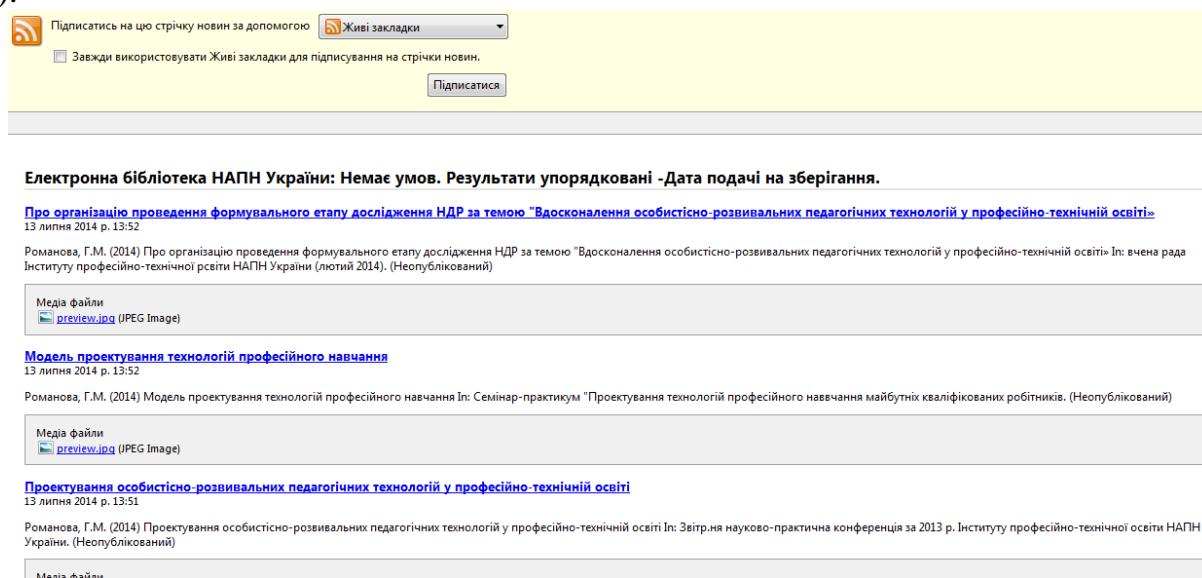 ).
Підписатись на цю стрічку новин за допомогою Живі закладки
Завжди використовувати Живі закладки для підписування на стрічки новин.
Підписатися
Електронна бібліотека НАПН України: Немає умов. Результати упорядковані -Дата подачі на зберігання.
Про організацію проведення формувального етапу дослідження НДР за темою "Вдосконалення особистісно-розвивальних педагогічних технологій у професійно-технічній освіті»
13 липня 2014 р. 13:52
Романова, Г.М. (2014) Про організацію проведення формувального етапу дослідження НДР за темою "Вдосконалення особистісно-розвивальних педагогічних технологій у професійно-технічній освіті» In: вчена рада
Інституту професійно-технічної рсвіти НАПН України (лютий 2014). (Неопублікований)
Медіа файли
preview.jpg (JPEG Image)
Модель проектування технологій професійного навчання
13 липня 2014 р. 13:52
Романова, Г.М. (2014) Модель проектування технологій професійного навчання In: Семінар-практикум "Проектування технологій професійного наввчання майбутніх кваліфікованих робітників. (Неопублікований)
Медіа файли
preview.jpg (JPEG Image)
Проектування особистісно-розвивальних педагогічних технологій у професійно-технічній освіті
13 липня 2014 р. 13:51
Романова, Г.М. (2014) Проектування особистісно-розвивальних педагогічних технологій у професійно-технічній освіті In: Звітр.ня науково-практична конференція за 2013 р. Інституту професійно-технічної освіти НАПН
України. (Неопублікований)
Медіа файли